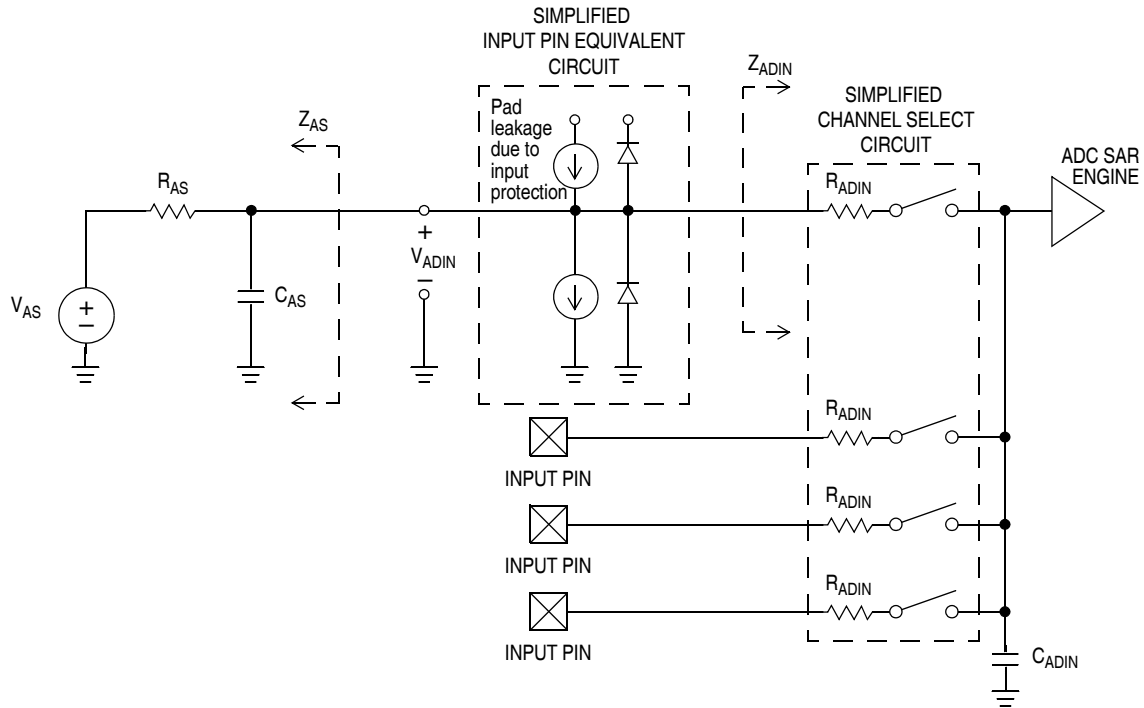 SIMPLIFIED
INPUT PIN EQUIVALENT
CIRCUIT
Pad
leakage
due to
input
protection
ZADIN
SIMPLIFIED
CHANNEL SELECT
CIRCUIT
ADC SAR
ENGINE
ZAS
RAS
RADIN
+
VADIN
−
VAS
+
−
CAS
RADIN
INPUT PIN
RADIN
INPUT PIN
RADIN
INPUT PIN
CADIN